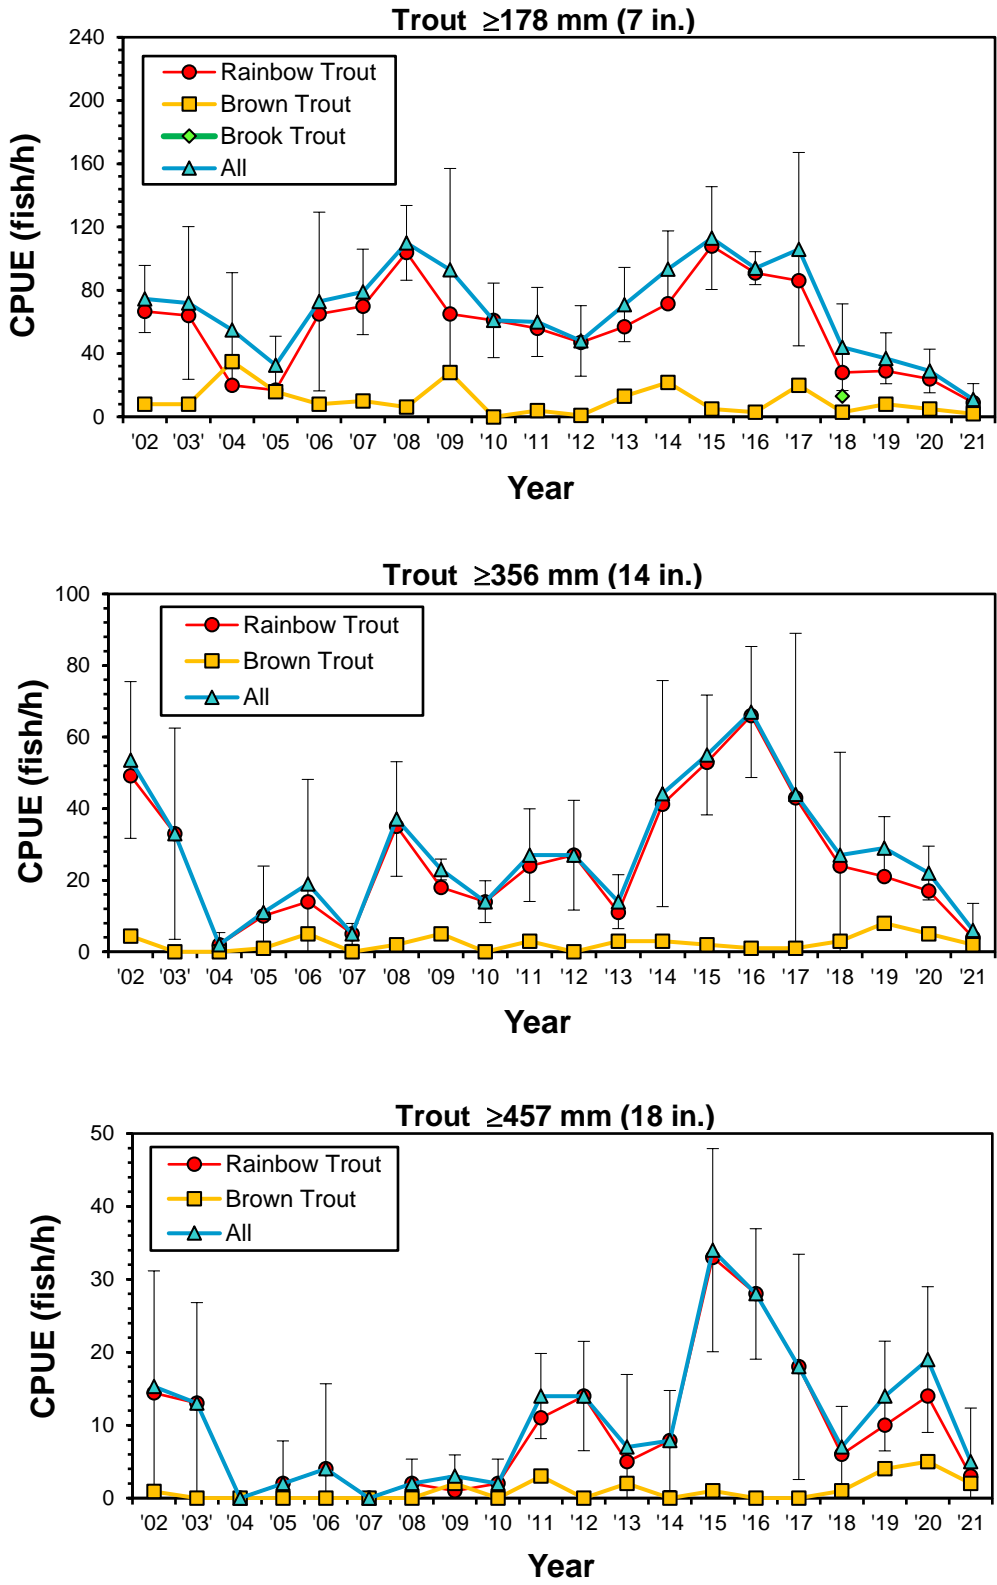 Trout ≥178 mm (7 in.)
240
200
160
120
80
40
0
CPUE (fish/h)
Rainbow Trout
Brown Trout
Brook Trout
All
'02 '03' '04 '05 '06 '07 '08 '09 '10 '11 '12 '13 '14 '15 '16 '17 '18 '19 '20 '21
Year
Trout ≥356 mm (14 in.)
100
80
60
40
20
0
CPUE (fish/h)
Rainbow Trout
Brown Trout
All
'02 '03' '04 '05 '06 '07 '08 '09 '10 '11 '12 '13 '14 '15 '16 '17 '18 '19 '20 '21
Year
Trout ≥457 mm (18 in.)
50
40
30
20
10
0
CPUE (fish/h)
Rainbow Trout
Brown Trout
All
'02 '03' '04 '05 '06 '07 '08 '09 '10 '11 '12 '13 '14 '15 '16 '17 '18 '19 '20 '21
Year